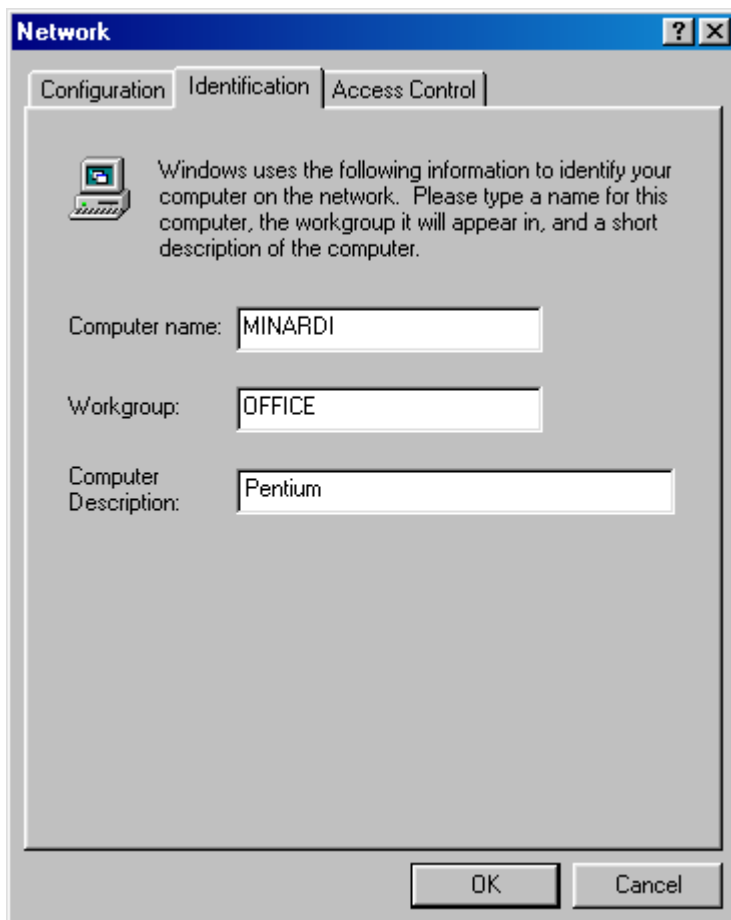 Network
Configuration Identification Access Control
Windows uses the following information to identify your
computer on the network. Please type a name for this
computer, the workgroup it will appear in, and a short
description of the computer.
Computer name: MINARDI
Workgroup: OFFICE
Computer
Description: Pentium
OK Cancel